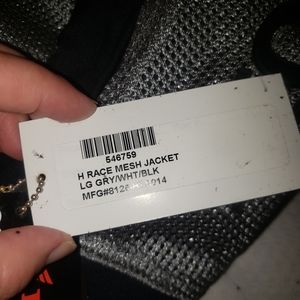 546759
H RACE MESH JACKET
LG GRY/WHT/BLK